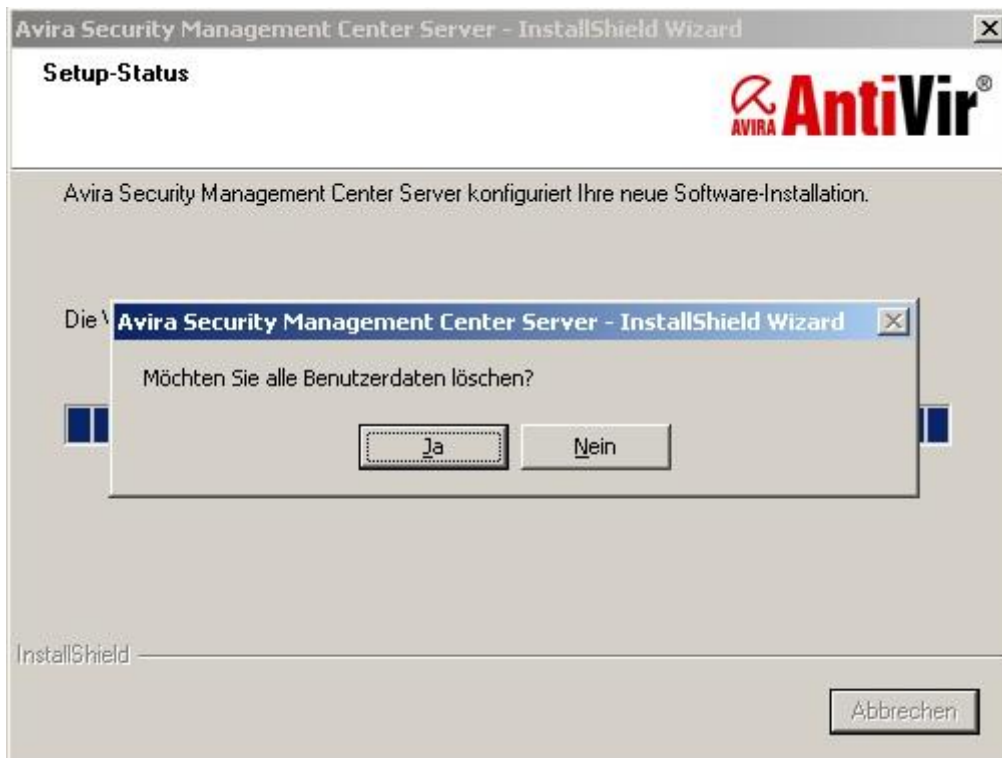 Avira Security Management Center Server - InstallShield Wizard
Setup-Status
AVIRA AntiVir®
Avira Security Management Center Server konfiguriert Ihre neue Software-Installation.
Die
Avira Security Management Center Server - InstallShield Wizard
Möchten Sie alle Benutzerdaten löschen?
Ja
Nein
InstallShield
Abbrechen